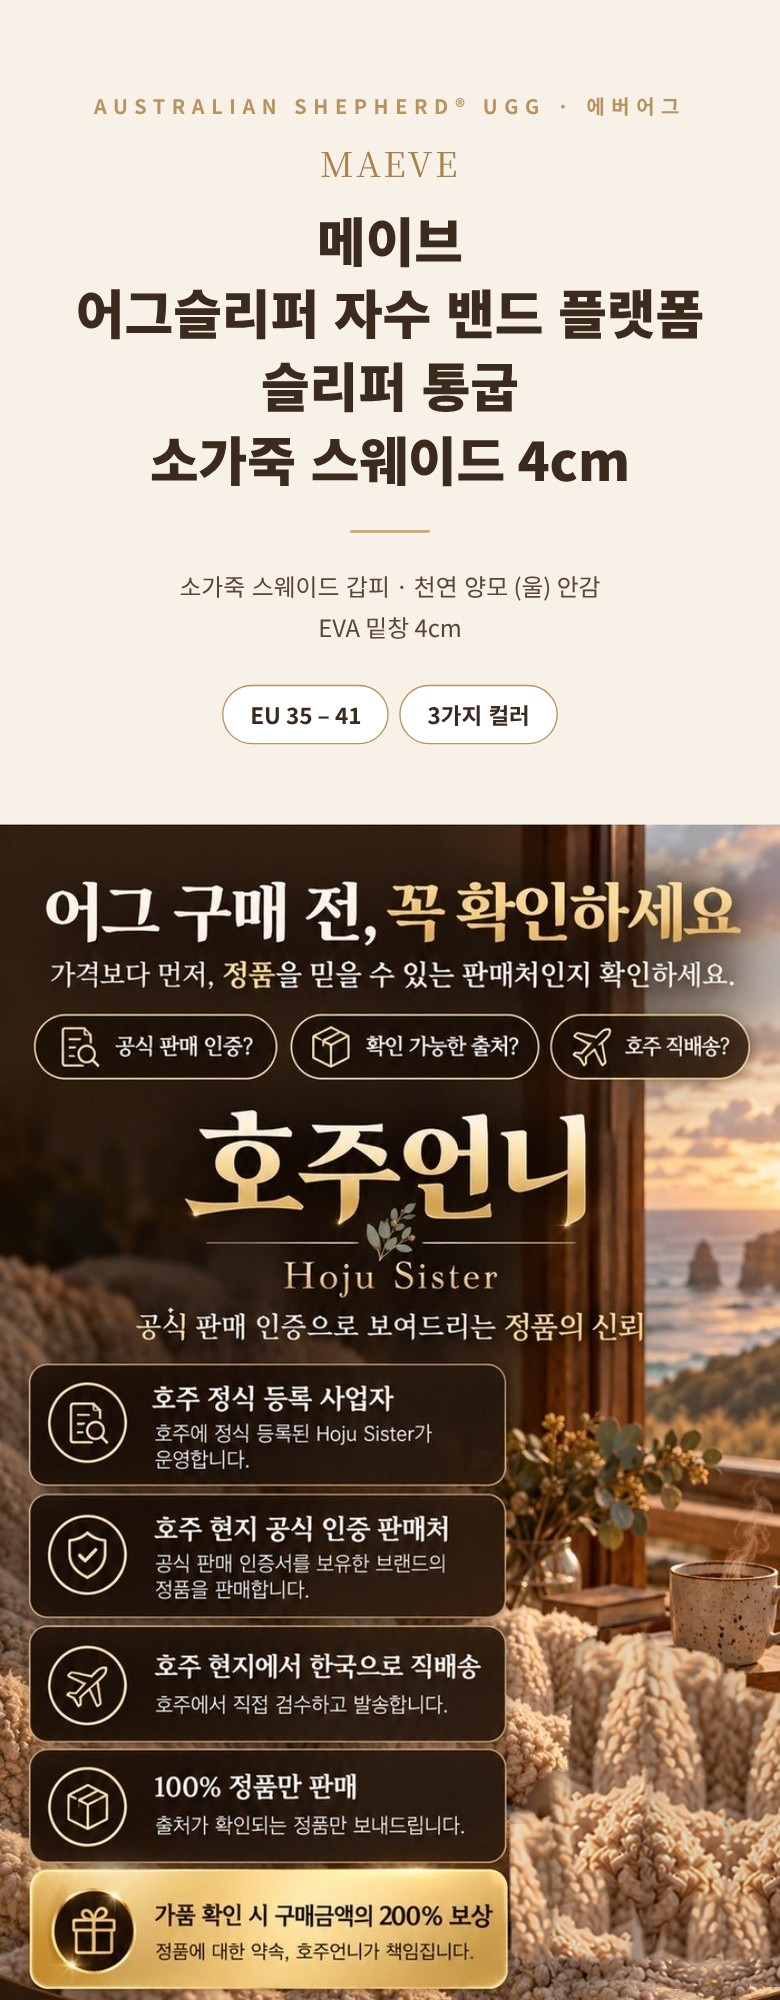 AUSTRALIAN SHEPHERD® UGG · 에버어그
MAEVE
메이브
어그슬리퍼 자수 밴드 플랫폼
슬리퍼 통굽
소가죽 스웨이드 4cm
소가죽 스웨이드 갑피 · 천연 양모 (울) 안감
EVA 밑창 4cm
EU 35 – 41
3가지 컬러
어그 구매 전, 꼭 확인하세요
가격보다 먼저, 정품을 믿을 수 있는 판매처인지 확인하세요.
공식 판매 인증?
확인 가능한 출처?
호주 직배송?
호주언니
Hoju Sister
공식 판매 인증으로 보여드리는 정품의 신뢰
호주 정식 등록 사업자
호주에 정식 등록된 Hoju Sister가
운영합니다.
호주 현지 공식 인증 판매처
공식 판매 인증서를 보유한 브랜드의
정품을 판매합니다.
호주 현지에서 한국으로 직배송
호주에서 직접 검수하고 발송합니다.
100% 정품만 판매
출처가 확인되는 정품만 보내드립니다.
가품 확인 시 구매금액의 200% 보상
정품에 대한 약속, 호주언니가 책임집니다.